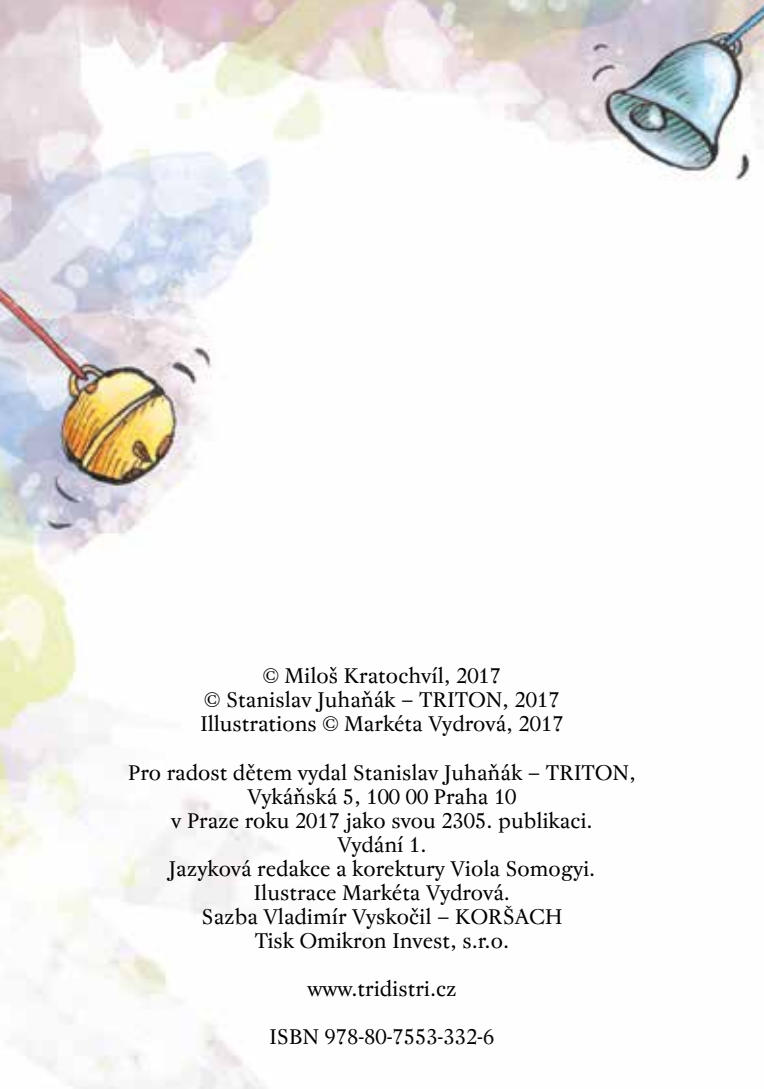 © Miloš Kratochvíl, 2017
© Stanislav Juhaňák – TRITON, 2017
Illustrations © Markéta Vydrová, 2017
Pro radost dětem vydal Stanislav Juhaňák – TRITON,
Vykáňská 5, 100 00 Praha 10
v Praze roku 2017 jako svou 2305. publikaci.
Vydání 1.
Jazyková redakce a korektury Viola Somogyi.
Ilustrace Markéta Vydrová.
Sazba Vladimír Vyskočil – KORŠACH
Tisk Omikron Invest, s.r.o.
www.tridistri.cz
ISBN 978-80-7553-332-6